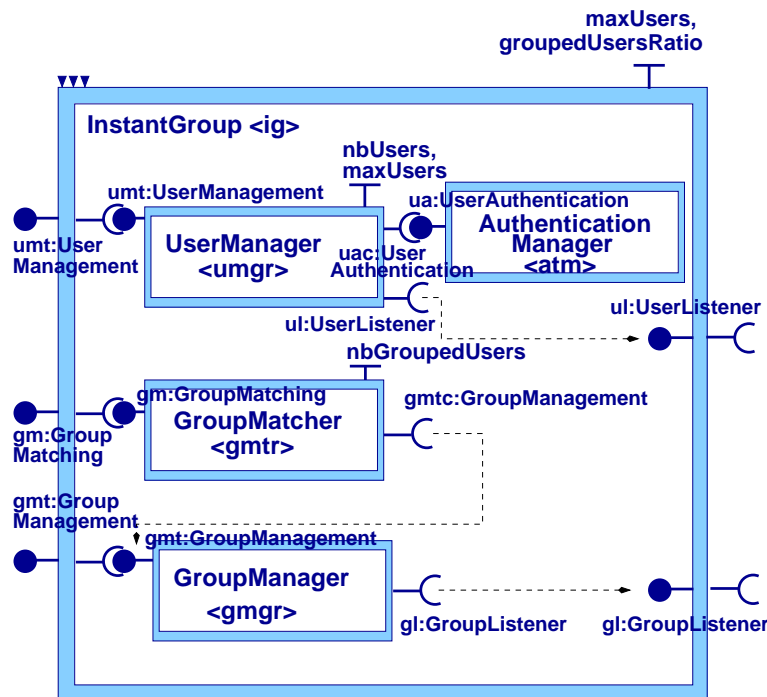 maxUsers,
groupedUsersRatio
InstantGroup <ig>
nbUsers,
maxUsers
umt:UserManagement
ua:UserAuthentication
umt:User
Management
UserManager
<umgr>
uac:User
Authentication
Authentication
Manager
<atm>
ul:UserListener
ul:UserListener
nbGroupedUsers
gm:GroupMatching
gmtc:GroupManagement
gm:Group
Matching
GroupMatcher
<gmtr>
gmt:Group
Management
gmt:GroupManagement
GroupManager
<gmgr>
gl:GroupListener
gl:GroupListener